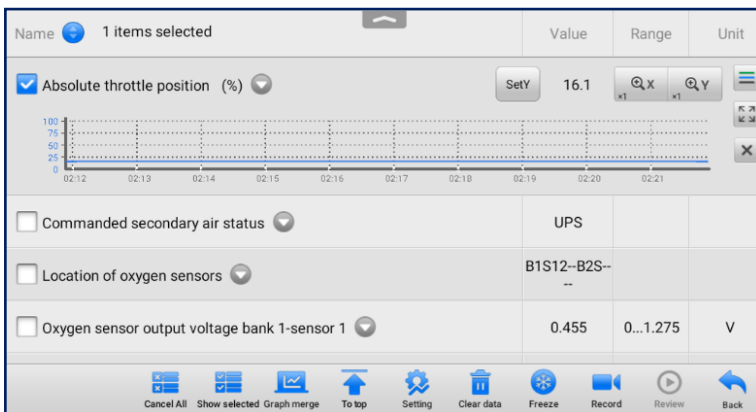 Name 1 items selected Value Range Unit
Absolute throttle position (%) SetY 16.1 ×1 X ×1 Y
100
75
50
25
0
02:12 02:13 02:14 02:15 02:16 02:17 02:18 02:19 02:20 02:21
Commanded secondary air status UPS
Location of oxygen sensors B1S12--B2S--
--
Oxygen sensor output voltage bank 1-sensor 1 0.455 0...1.275 V
Cancel All Show selected Graph merge To top Setting Clear data Freeze Record Review Back